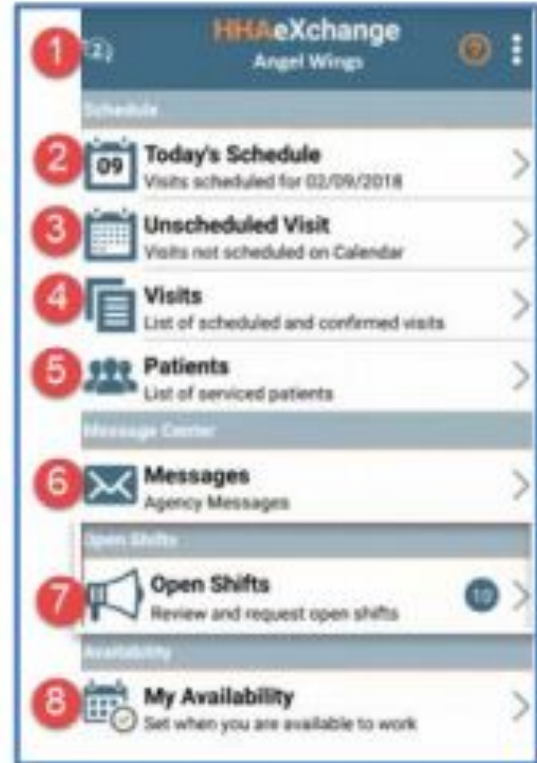 1
2
HHAeXchange
?
Angel Wings
Schedule
2
09
Today's Schedule
Visits scheduled for 02/09/2018
3
Unscheduled Visit
Visits not scheduled on Calendar
4
Visits
List of scheduled and confirmed visits
5
Patients
List of serviced patients
Message Center
6
Messages
Agency Messages
Open Shifts
7
Open Shifts
10
Review and request open shifts
Availability
8
My Availability
Set when you are available to work